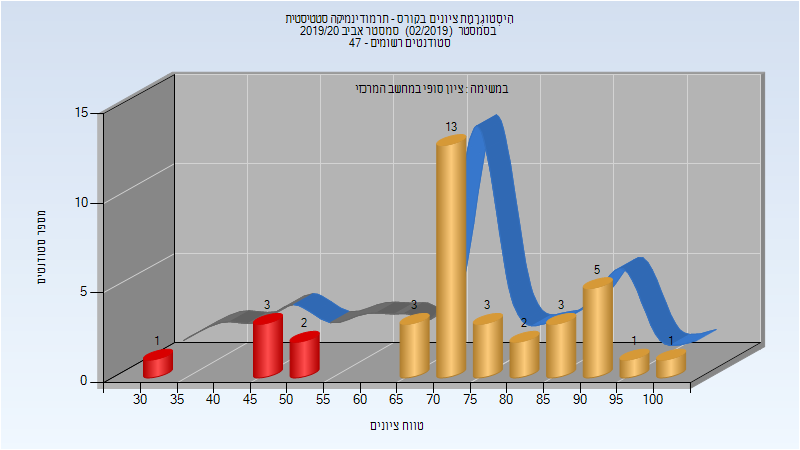 היסטוגרמת ציונים בקורס - תרמודינמיקה סטטיסטית
בסמסטר (02/2019) סמסטר אביב 2019/20
סטודנטים רשומים - 47
במשימה : ציון סופי במחשב המרכזי
15
10
5
0
מספר סטודנטים
1
3
2
3
13
3
2
3
5
1
1
30 35 40 45 50 55 60 65 70 75 80 85 90 95 100
טווח ציונים